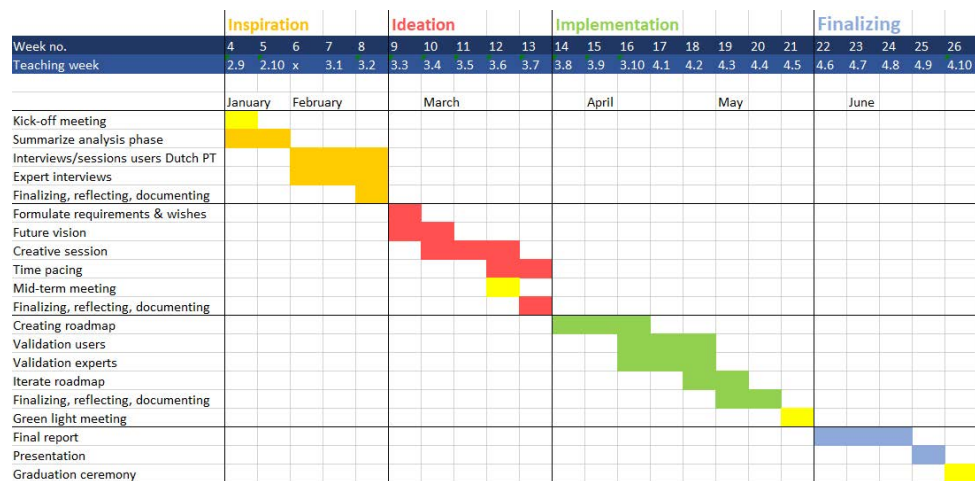 Inspiration Ideation Implementation Finalizing
Week no. 4 5 6 7 8 9 10 11 12 13 14 15 16 17 18 19 20 21 22 23 24 25 26
Teaching week 2.9 2.10 x 3.1 3.2 3.3 3.4 3.5 3.6 3.7 3.8 3.9 3.10 4.1 4.2 4.3 4.4 4.5 4.6 4.7 4.8 4.9 4.10
January February March April May June
Kick-off meeting
Summarize analysis phase
Interviews/sessions users Dutch PT
Expert interviews
Finalizing, reflecting, documenting
Formulate requirements & wishes
Future vision
Creative session
Time pacing
Mid-term meeting
Finalizing, reflecting, documenting
Creating roadmap
Validation users
Validation experts
Iterate roadmap
Finalizing, reflecting, documenting
Green light meeting
Final report
Presentation
Graduation ceremony